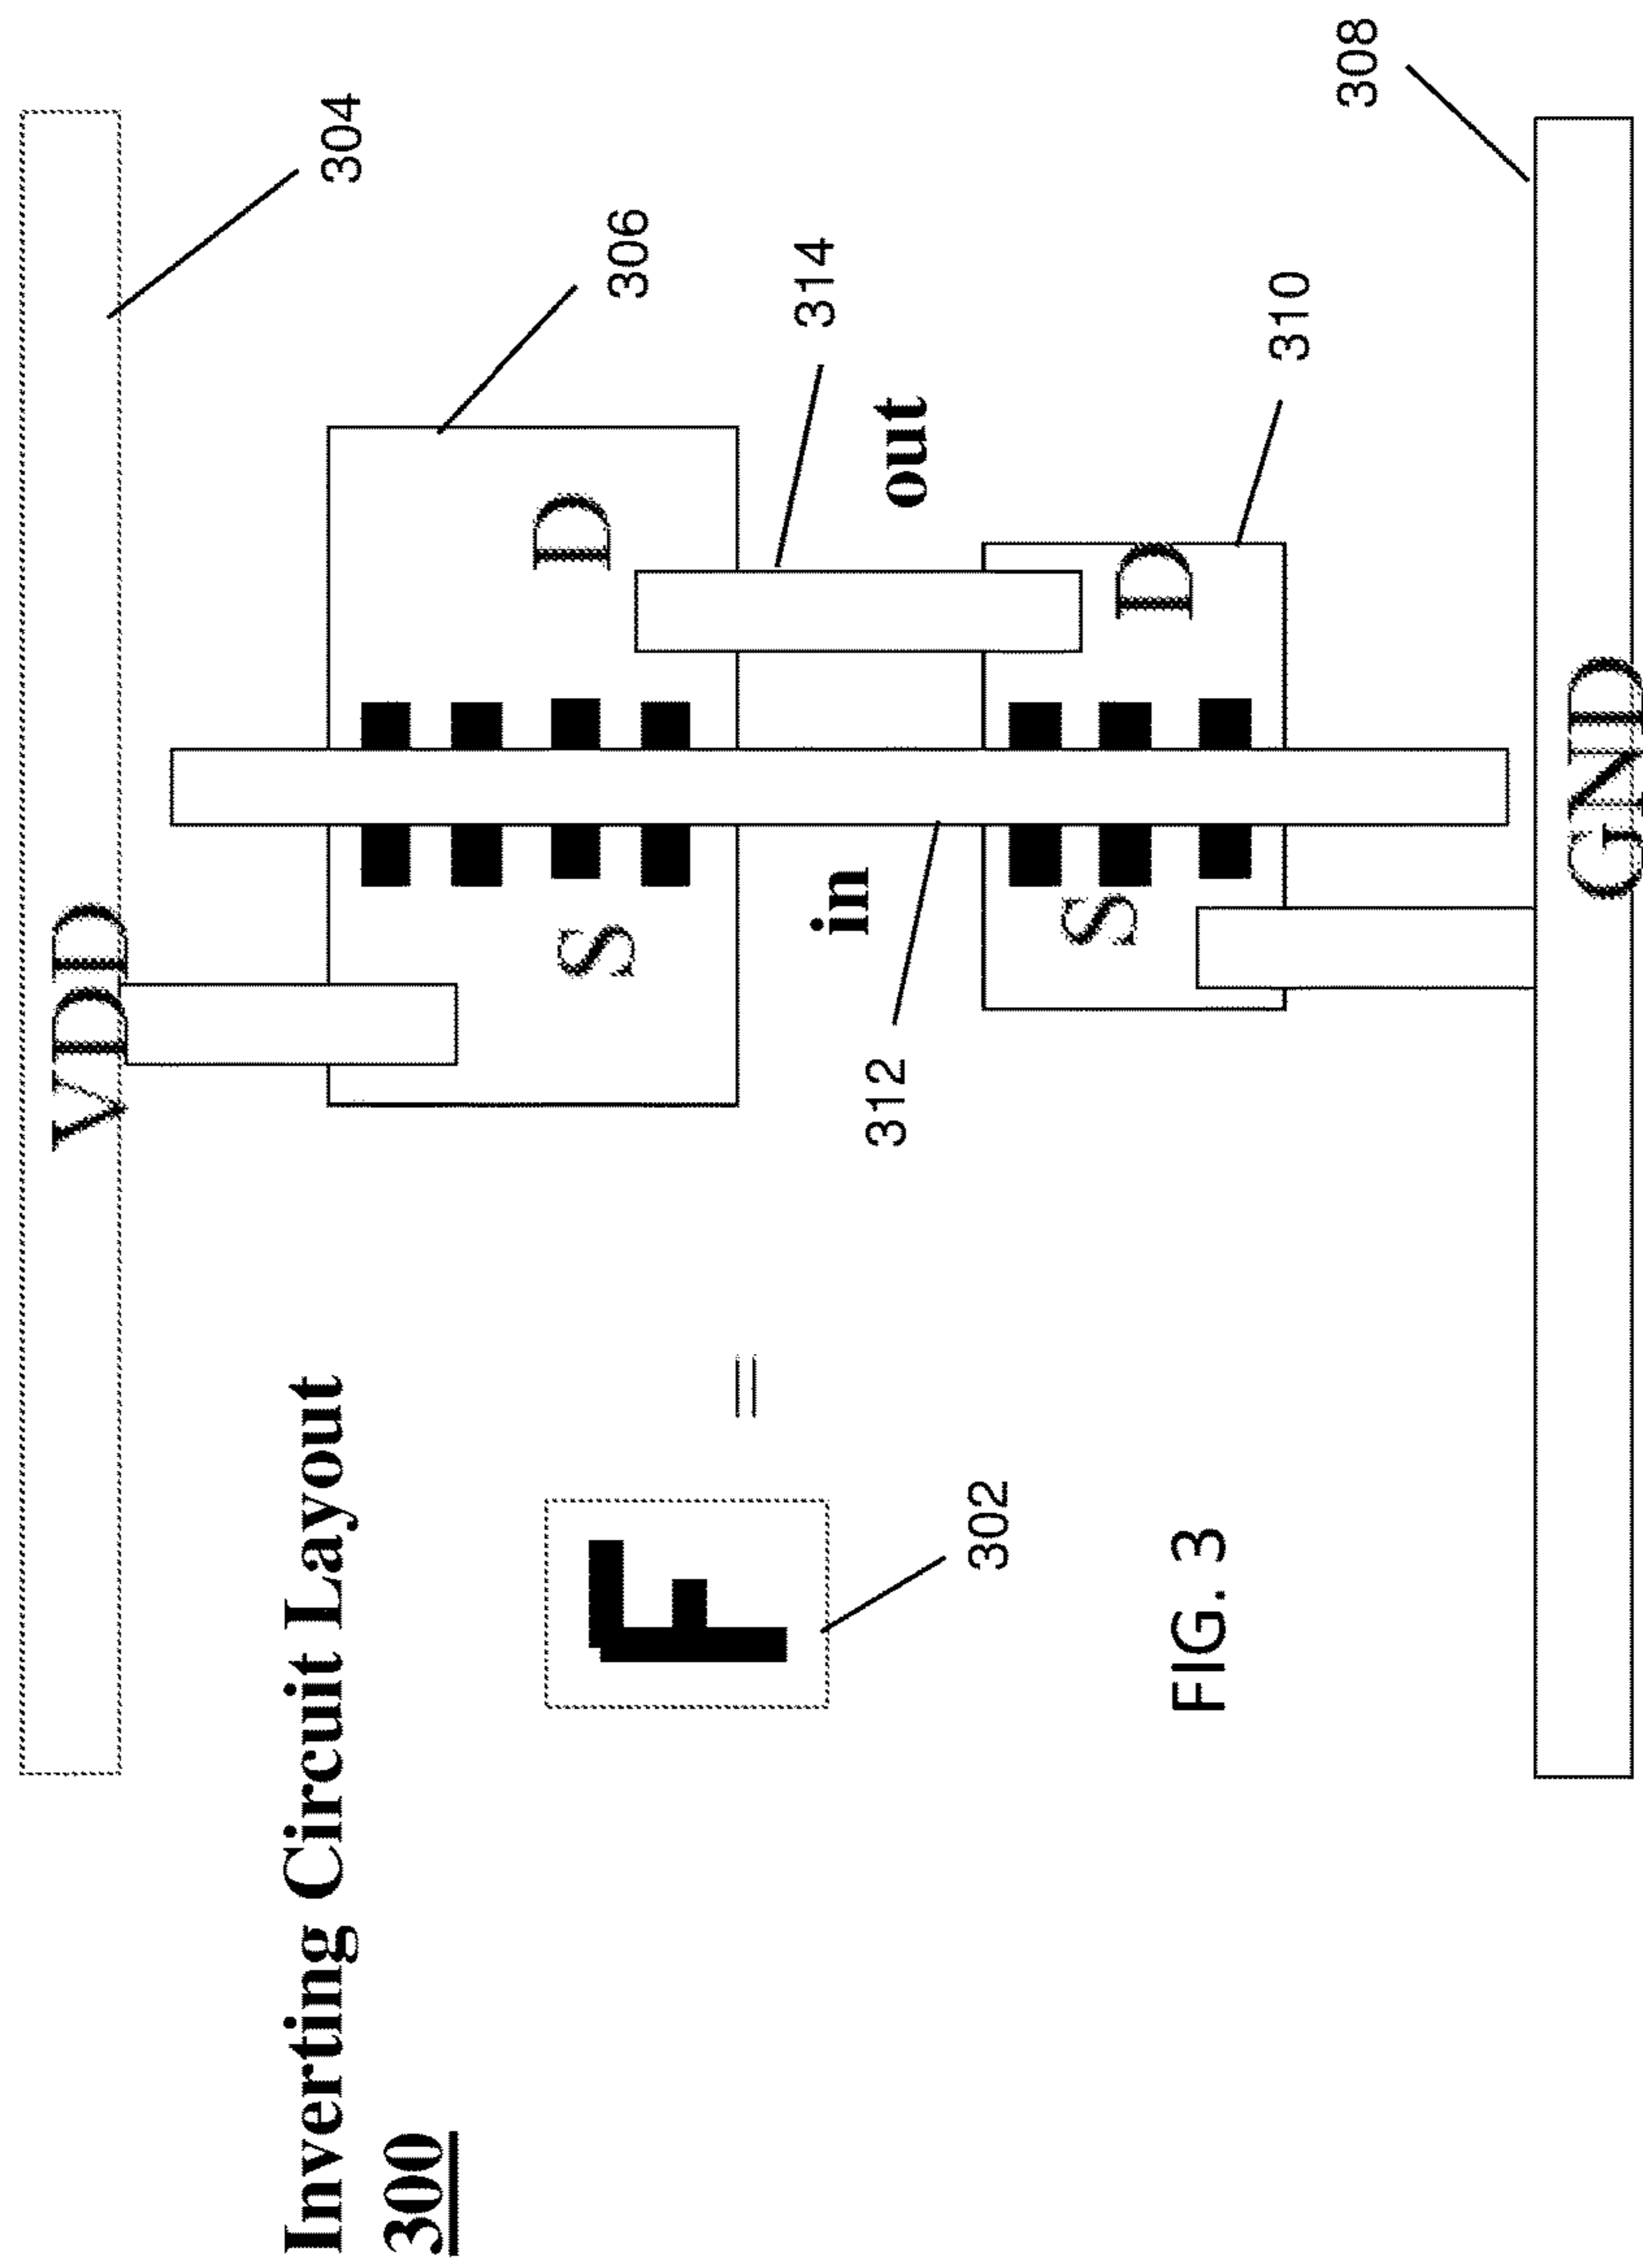 Inverting Circuit Layout
300
VDD
304
306
S
D
F
=
in
314
out
312
302
S
D
310
FIG. 3
308
GND